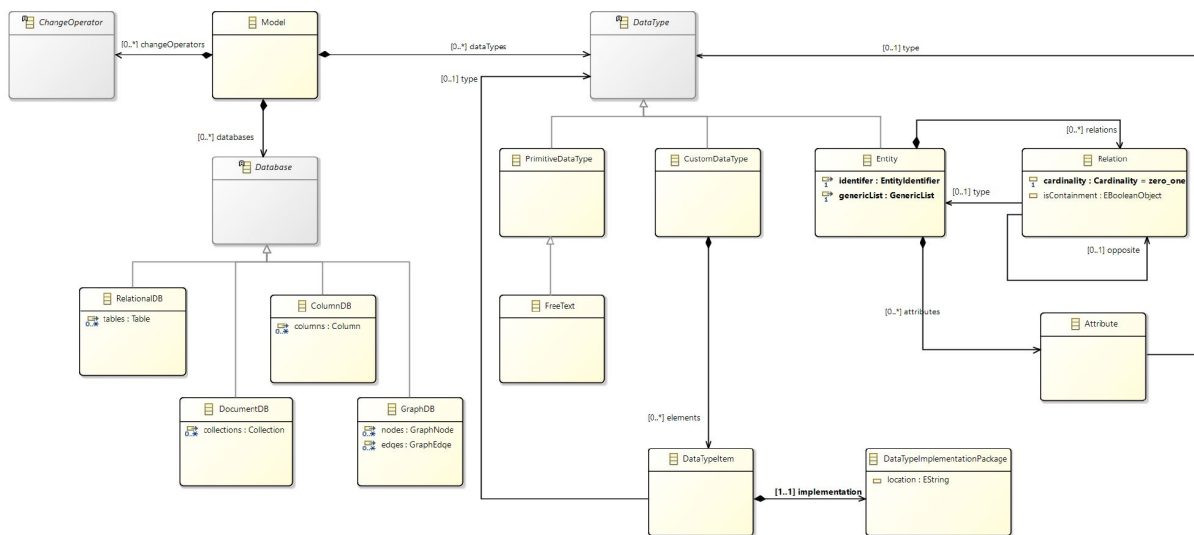 ChangeOperator
Model
DataType
[0..*] changeOperators
[0..*] dataTypes
[0..1] type
[0..1] type
[0..*] databases
[0..*] relations
Database
PrimitiveDataType
CustomDataType
Entity
identifer : EntityIdentifier
genericList : GenericList
Relation
cardinality : Cardinality = zero_one
isContainment : EBooleanObject
[0..1] type
[0..1] opposite
RelationalDB
tables : Table
ColumnDB
columns : Column
FreeText
[0..*] attributes
Attribute
DocumentDB
collections : Collection
GraphDB
nodes : GraphNode
edges : GraphEdge
[0..*] elements
DataTypeItem
DataTypeImplementationPackage
location : EString
[1..1] implementation